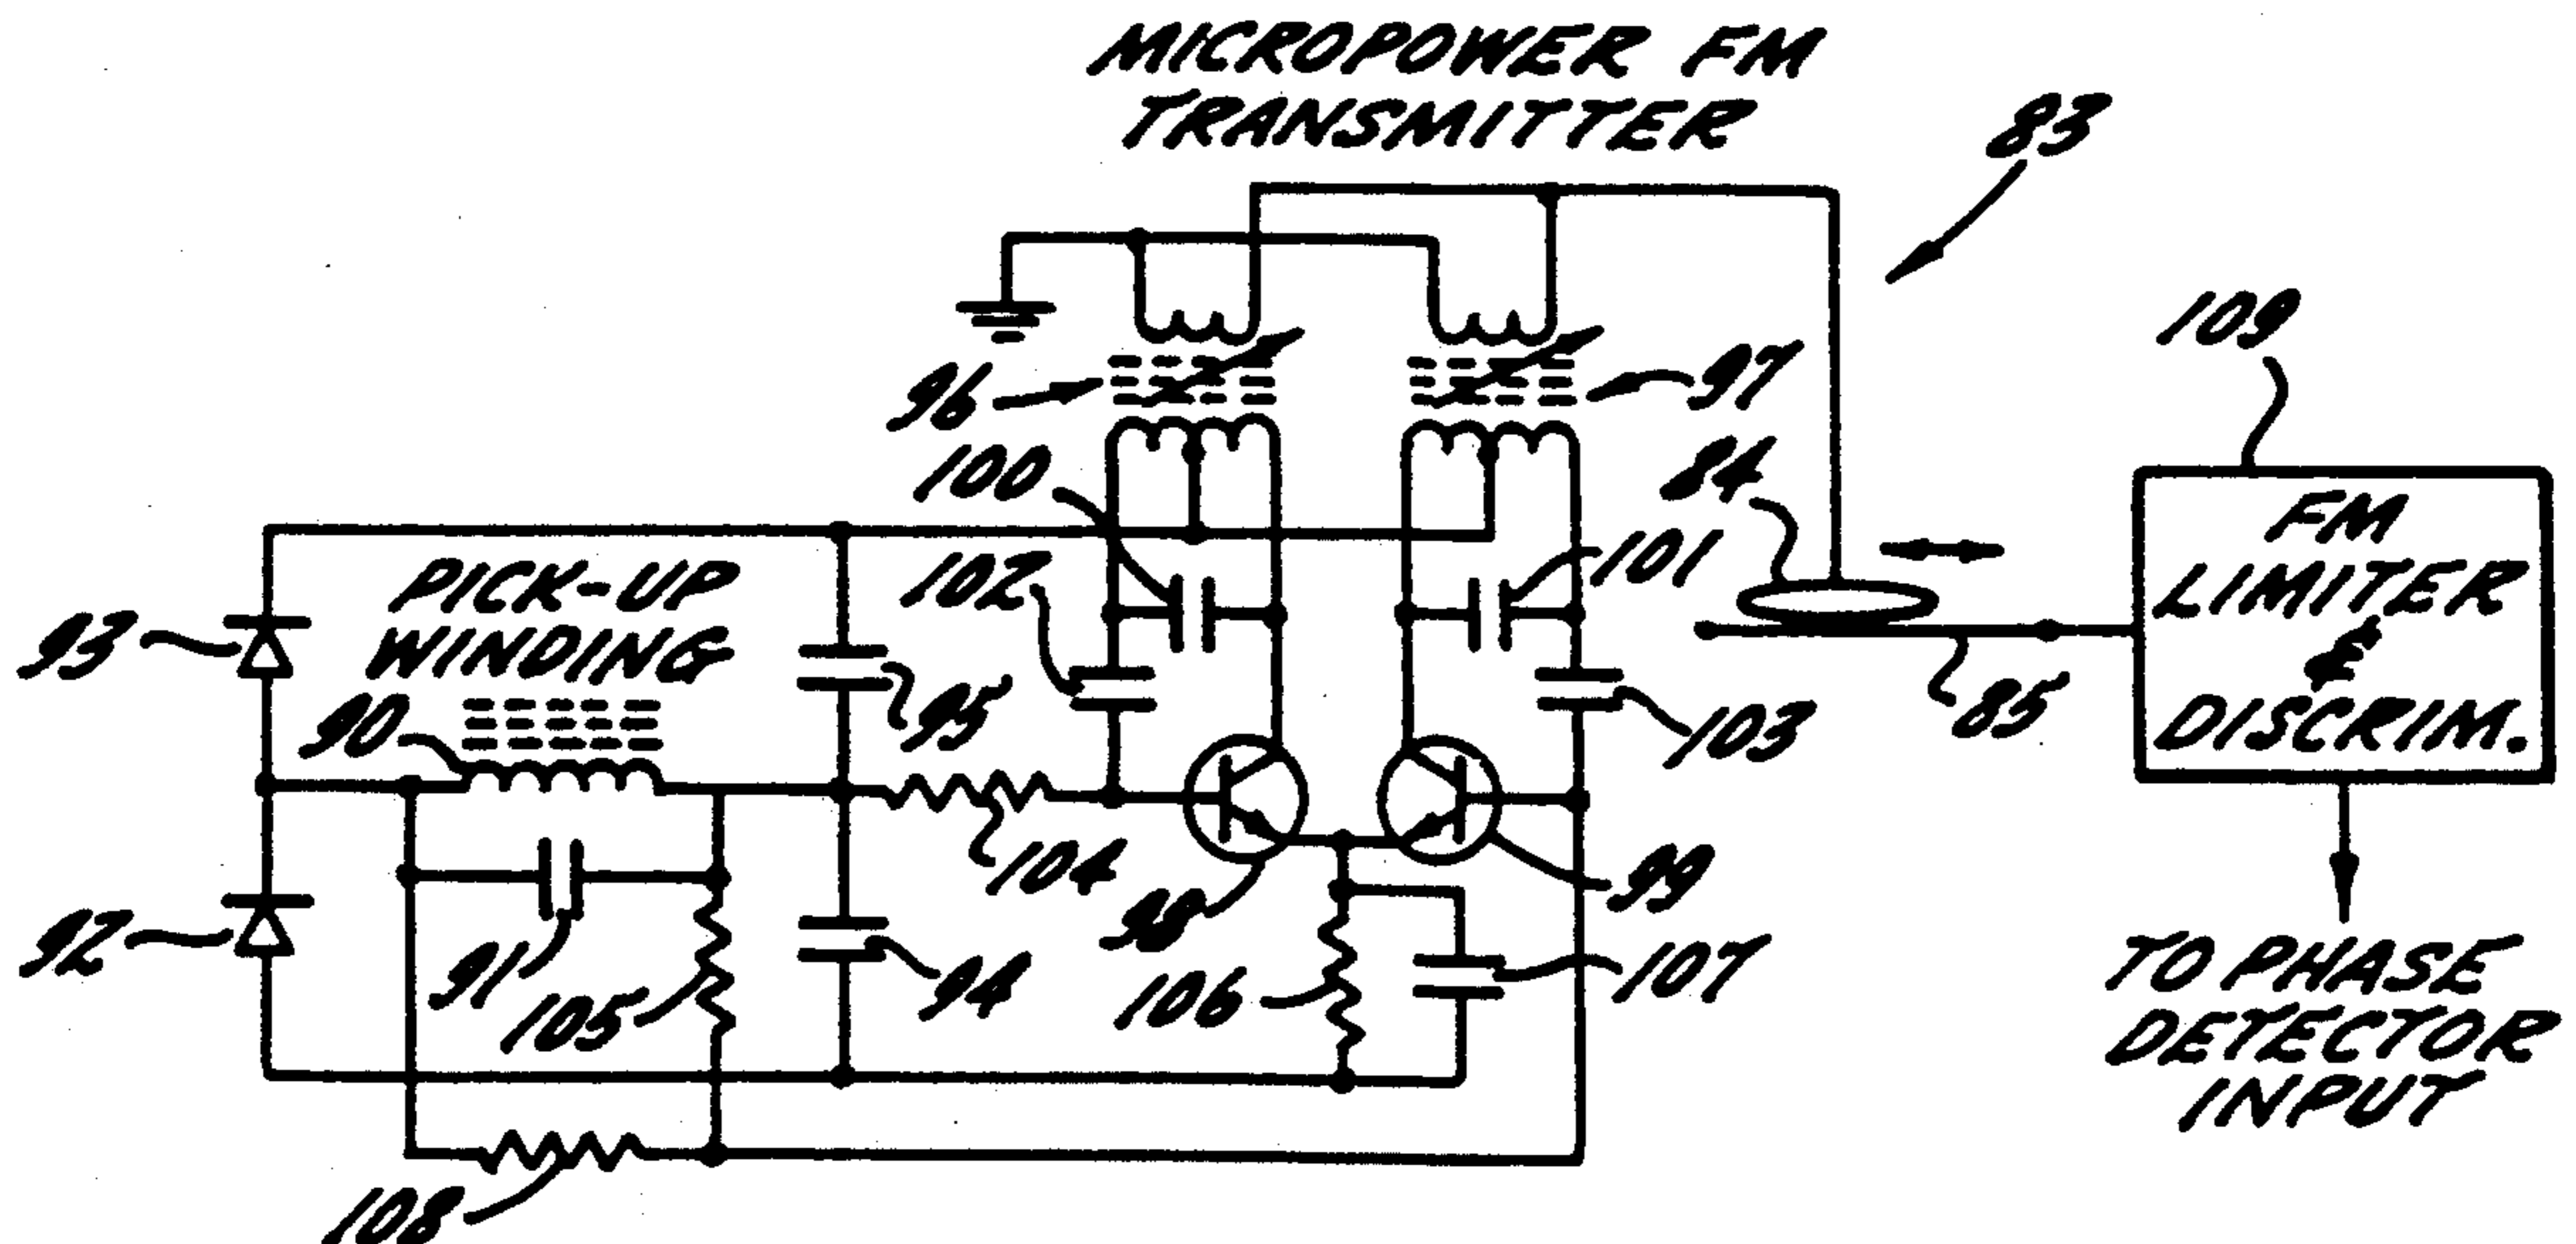 MICROPOWER FM
TRANSMITTER
83
109
96
97
100
84
FM
LIMITER
&
DISCRIM.
PICK-UP
WINDING
102
101
93
90
95
103
85
104
99
92
91
105
94
98
106
107
TO PHASE
DETECTOR
INPUT
108